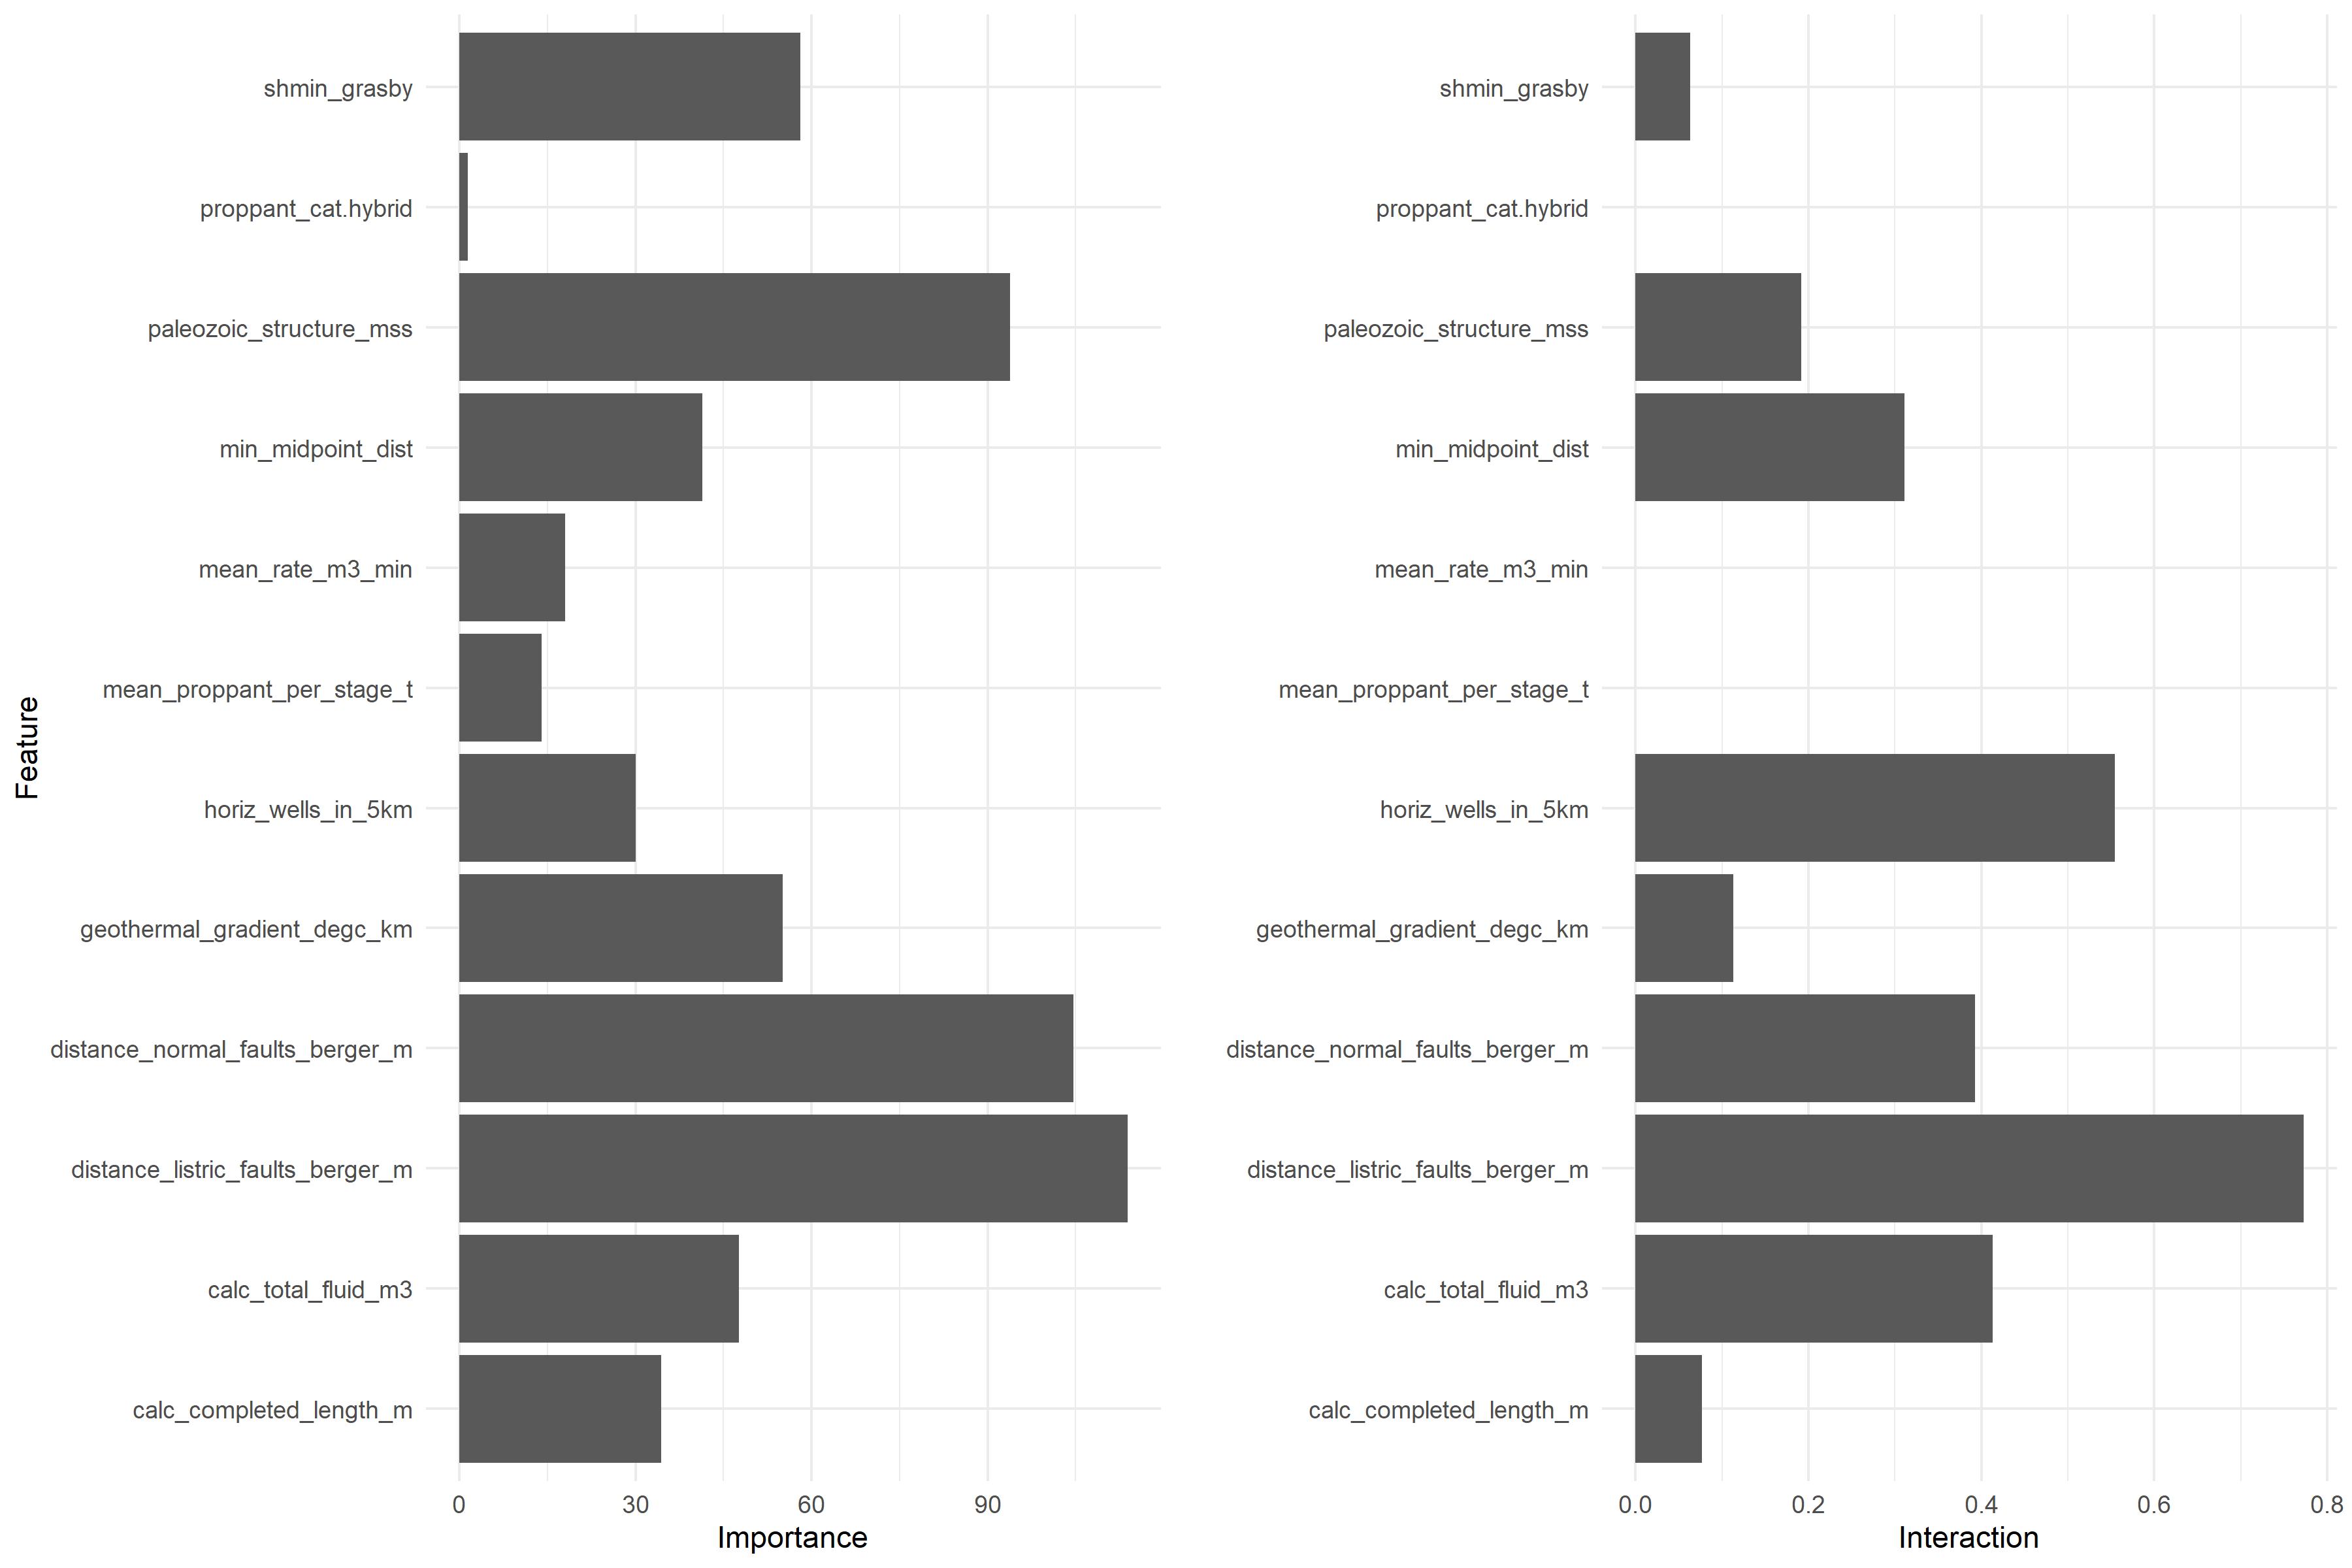 Feature
shmin_grasby
proppant_cat.hybrid
paleozoic_structure_mss
min_midpoint_dist
mean_rate_m3_min
mean_proppant_per_stage_t
horiz_wells_in_5km
geothermal_gradient_degc_km
distance_normal_faults_berger_m
distance_listric_faults_berger_m
calc_total_fluid_m3
calc_completed_length_m
0 30 60 90
Importance
shmin_grasby
proppant_cat.hybrid
paleozoic_structure_mss
min_midpoint_dist
mean_rate_m3_min
mean_proppant_per_stage_t
horiz_wells_in_5km
geothermal_gradient_degc_km
distance_normal_faults_berger_m
distance_listric_faults_berger_m
calc_total_fluid_m3
calc_completed_length_m
0.0 0.2 0.4 0.6 0.8
Interaction